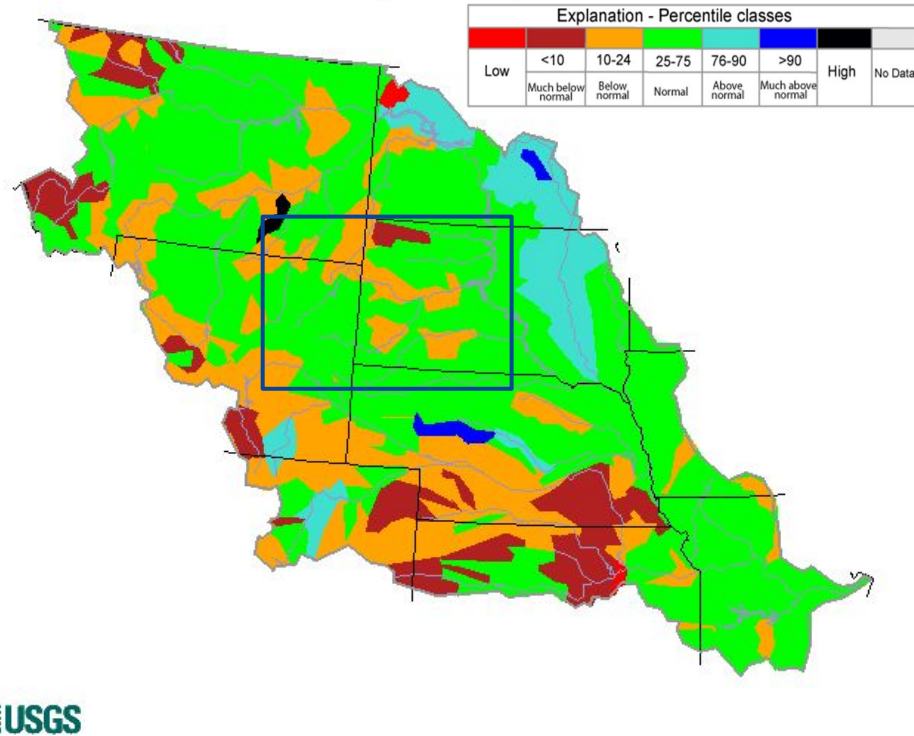 Explanation - Percentile classes
Low <10 10-24 25-75 76-90 >90 High No Data
Much below normal Below normal Normal Above normal Much above normal
USGS